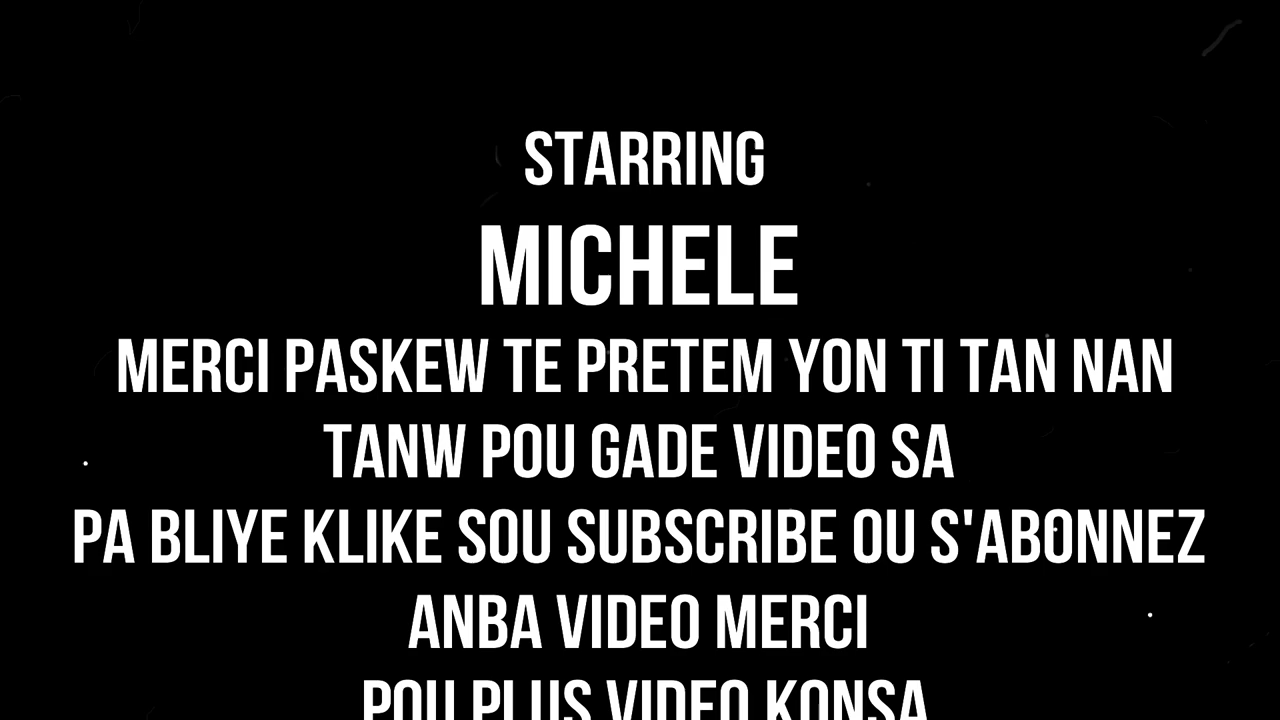 STARRING
MICHELE
MERCI PASKEW TE PRETEM YON TI TAN NAN
TANW POU GADE VIDEO SA
PA BLIYE KLIKE SOU SUBSCRIBE OU S'ABONNEZ
ANBA VIDEO MERCI
POU PLUS VIDEO KONSA